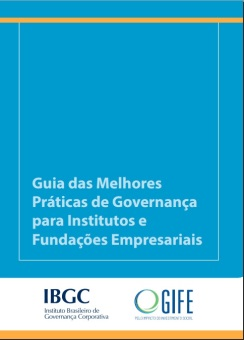 Guia das Melhores
Práticas de Governança
para Institutos e
Fundações Empresariais
IBGC
Instituto Brasileiro de
Governança Corporativa
GIFE